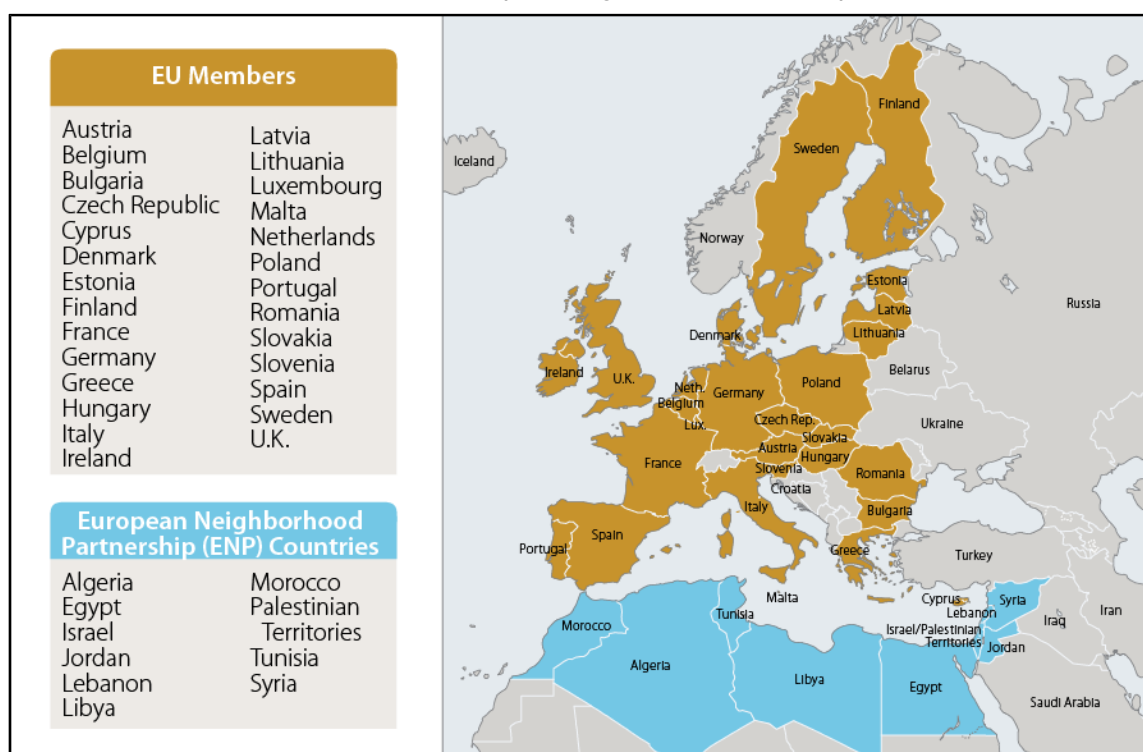 EU Members
Austria
Belgium
Bulgaria
Czech Republic
Cyprus
Denmark
Estonia
Finland
France
Germany
Greece
Hungary
Italy
Ireland
Latvia
Lithuania
Luxembourg
Malta
Netherlands
Poland
Portugal
Romania
Slovakia
Slovenia
Spain
Sweden
U.K.
European Neighborhood
Partnership (ENP) Countries
Algeria
Egypt
Israel
Jordan
Lebanon
Libya
Morocco
Palestinian
Territories
Tunisia
Syria
Iceland
Finland
Sweden
Norway
Russia
Estonia
Latvia
Lithuania
Denmark
Ireland
U.K.
Neth.
Belgium
Lux.
Germany
Poland
Belarus
Czech Rep.
Ukraine
Slovakia
Austria
Hungary
France
Slovenia
Romania
Croatia
Italy
Bulgaria
Portugal
Spain
Greece
Turkey
Malta
Cyprus
Syria
Lebanon
Iraq
Iran
Morocco
Tunisia
Israel/Palestinian
Territories
Jordan
Algeria
Libya
Egypt
Saudi Arabia